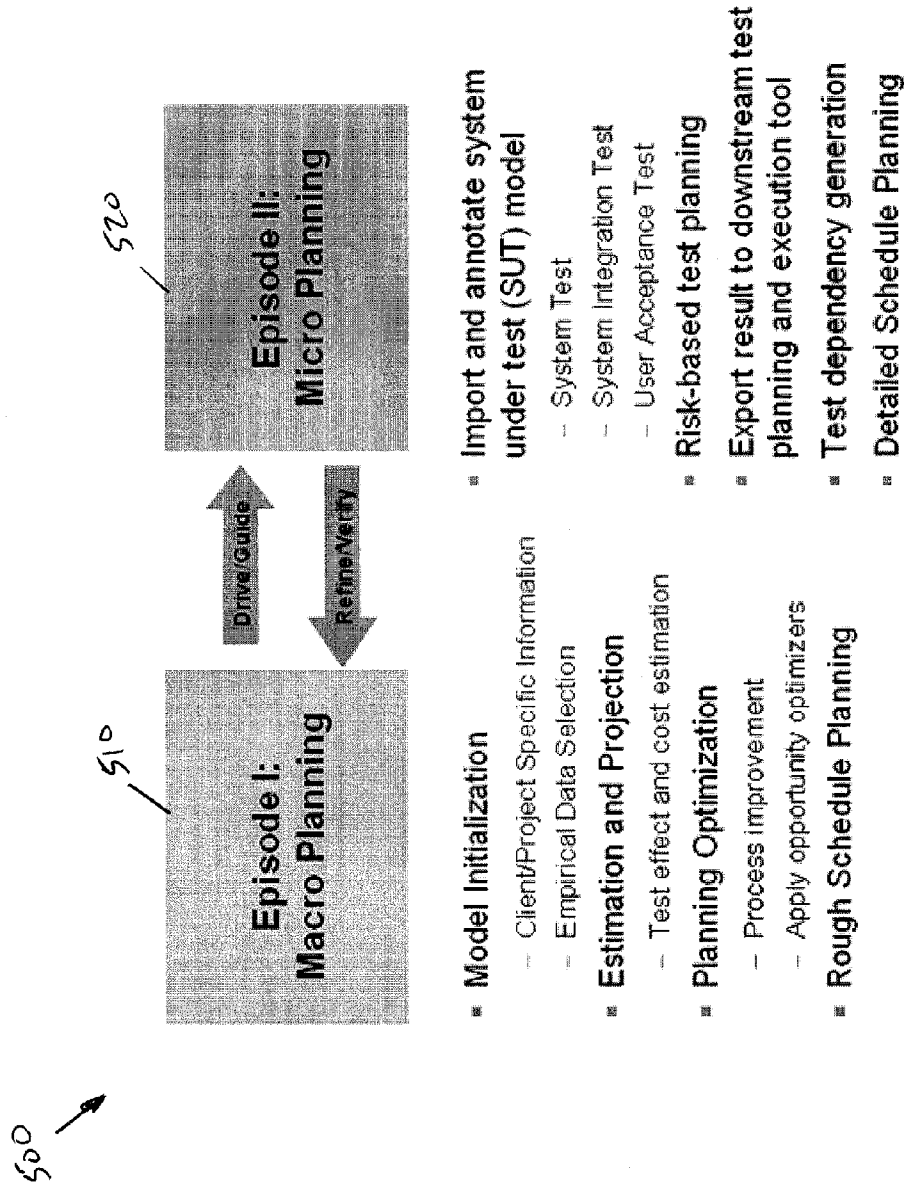 500
510
Episode I:
Macro Planning
Drive/Guide
Refine/Verify
520
Episode II:
Micro Planning
▪ Model Initialization
– Client/Project Specific Information
– Empirical Data Selection
▪ Estimation and Projection
– Test effect and cost estimation
▪ Planning Optimization
– Process improvement
– Apply opportunity optimizers
▪ Rough Schedule Planning
▪ Import and annotate system
under test (SUT) model
– System Test
– System Integration Test
– User Acceptance Test
▪ Risk-based test planning
▪ Export result to downstream test
planning and execution tool
▪ Test dependency generation
▪ Detailed Schedule Planning